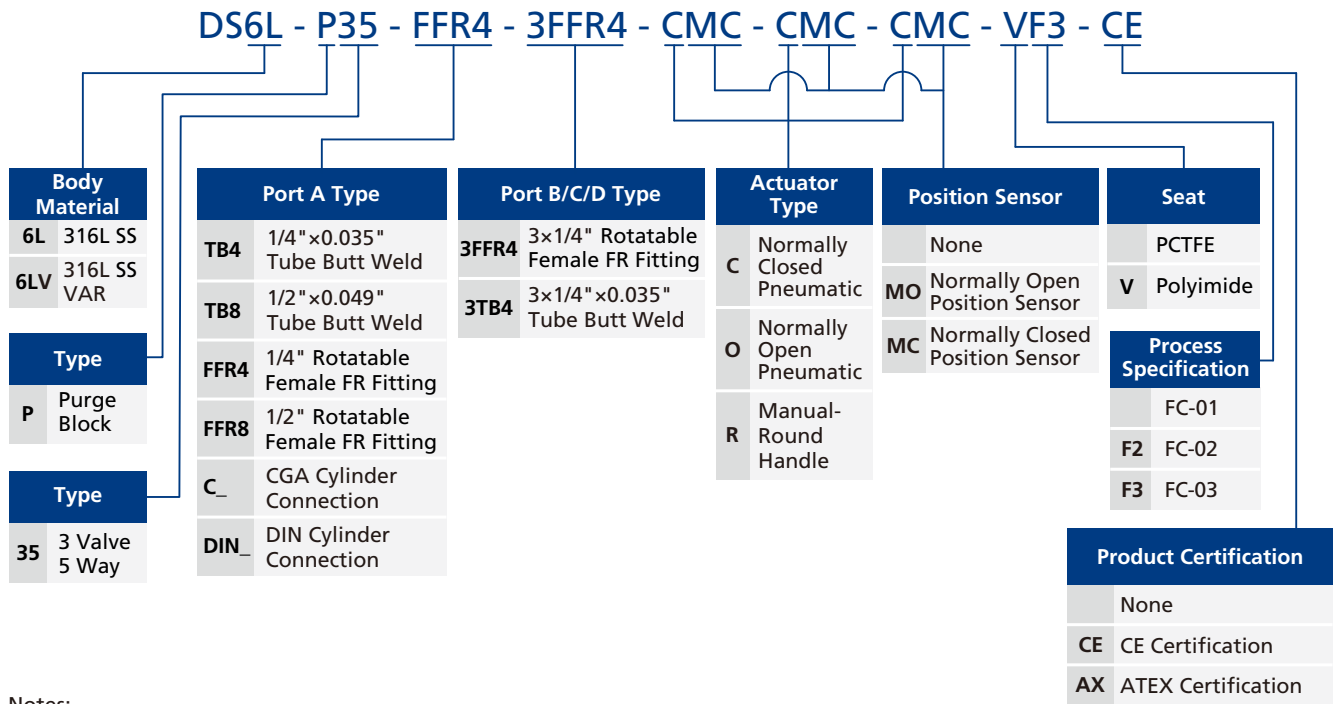 DS6L - P35 - FFR4 - 3FFR4 - CMC - CMC - CMC - VF3 - CE
Body
Material
6L 316L SS
6LV 316L SS
VAR
Type
P Purge
Block
Type
35 3 Valve
5 Way
Port A Type
TB4 1/4"×0.035"
Tube Butt Weld
TB8 1/2"×0.049"
Tube Butt Weld
FFR4 1/4" Rotatable
Female FR Fitting
FFR8 1/2" Rotatable
Female FR Fitting
C_ CGA Cylinder
Connection
DIN_ DIN Cylinder
Connection
Port B/C/D Type
3FFR4 3×1/4" Rotatable
Female FR Fitting
3TB4 3×1/4"×0.035"
Tube Butt Weld
Actuator
Type
C Normally
Closed
Pneumatic
O Normally
Open
Pneumatic
R Manual-
Round
Handle
Position Sensor
None
MO Normally Open
Position Sensor
MC Normally Closed
Position Sensor
Seat
PCTFE
V Polyimide
Process
Specification
FC-01
F2 FC-02
F3 FC-03
Product Certification
None
CE CE Certification
AX ATEX Certification
Notes: